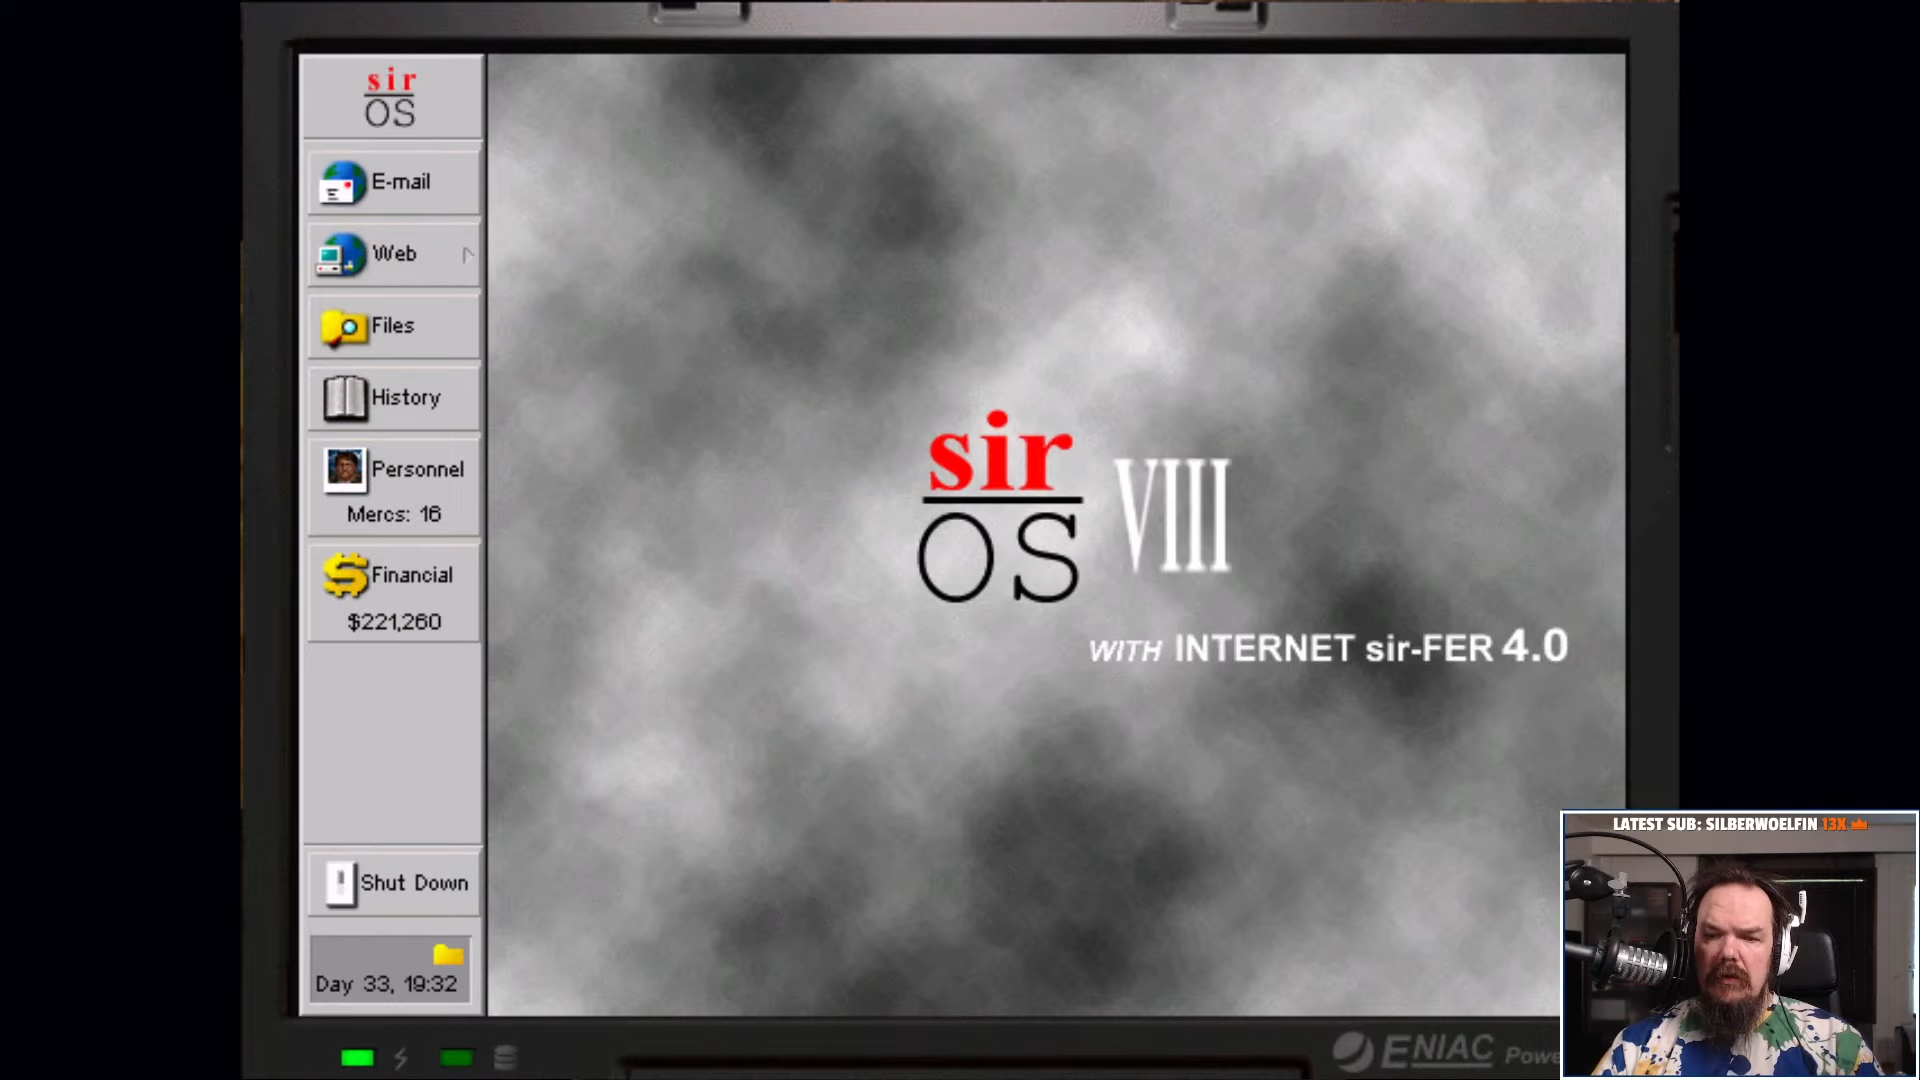 sir
OS
E-mail
Web
Files
History
Personnel
Mercs: 16
Financial
$221,260
Shut Down
Day 33, 19:32
sir
OS
VIII
WITH INTERNET sir-FER 4.0
LATEST SUB: SILBERWOELFIN 13X
ENIAC